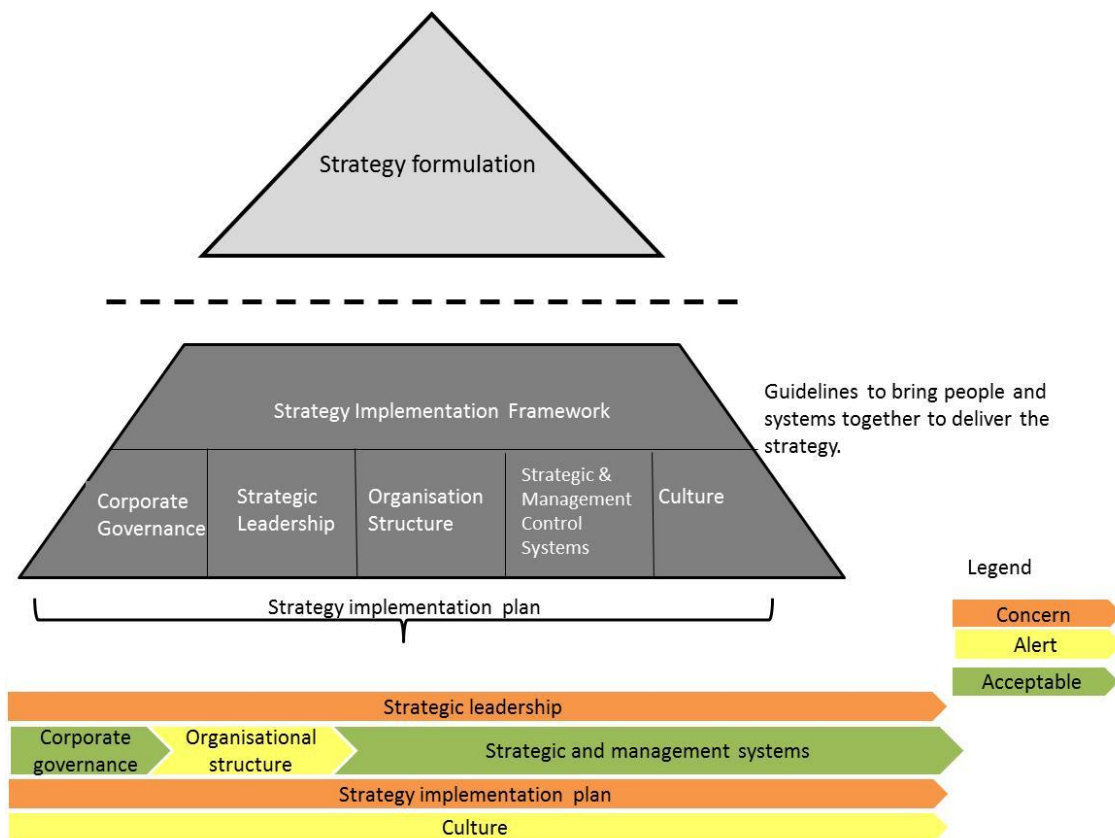 Strategy formulation
Strategy Implementation Framework
Guidelines to bring people and
systems together to deliver the
strategy.
Corporate
Governance
Strategic
Leadership
Organisation
Structure
Strategic &
Management
Control
Systems
Culture
Strategy implementation plan
Legend
Concern
Alert
Acceptable
Strategic leadership
Corporate
governance
Organisational
structure
Strategic and management systems
Strategy implementation plan
Culture